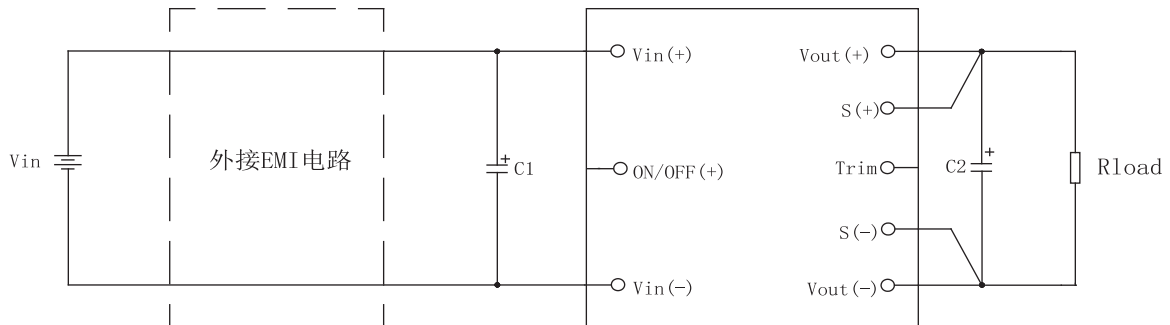 Vin
外接EMI电路
C1
Vin(+)
ON/OFF(+)
Vin(-)
Vout(+)
S(+)
Trim
S(-)
Vout(-)
C2
Rload
+
+